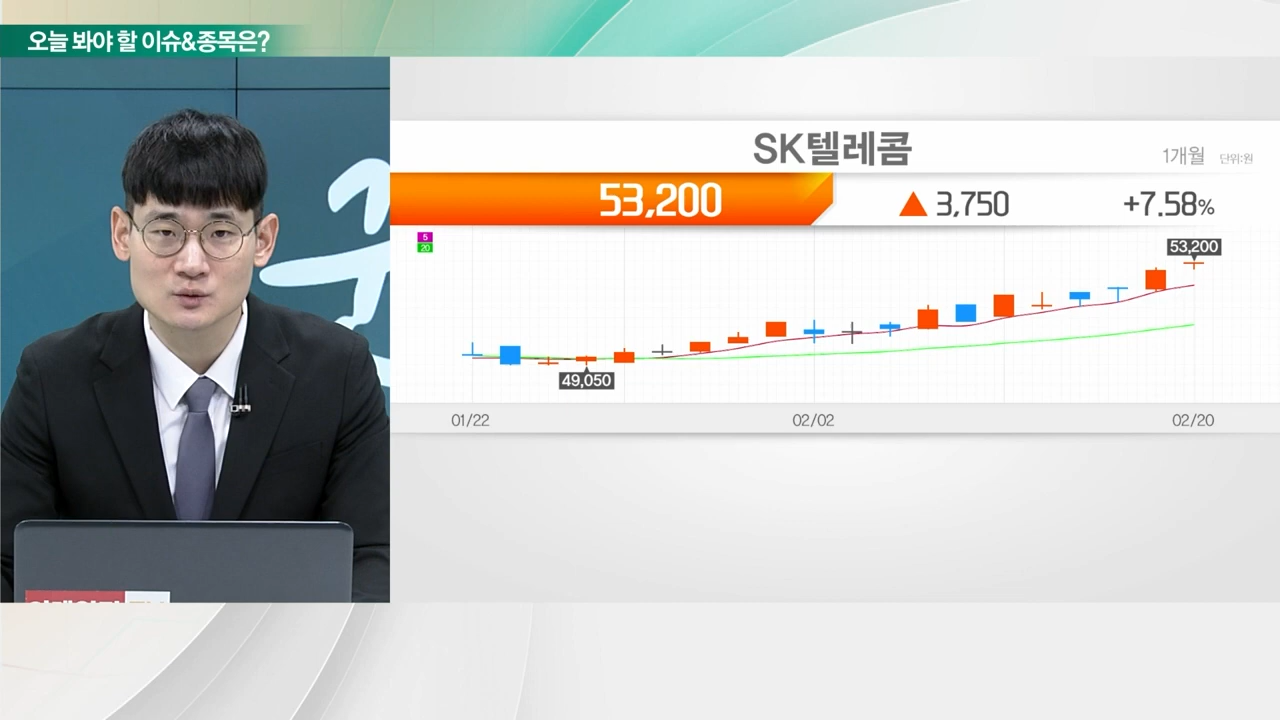 오늘 봐야 할 이슈&종목은?
SK텔레콤
1개월 단위:원
53,200 ▲ 3,750 +7.58%
5
20
53,200
49,050
01/22 02/02 02/20